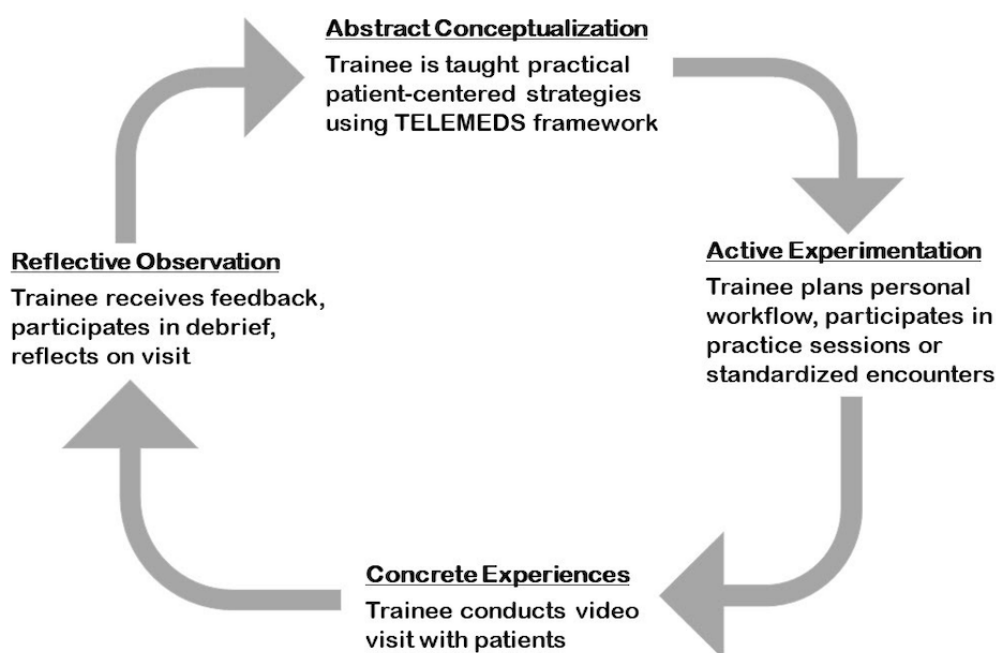 Abstract Conceptualization
Trainee is taught practical
patient-centered strategies
using TELEMEDS framework
Active Experimentation
Trainee plans personal
workflow, participates in
practice sessions or
standardized encounters
Concrete Experiences
Trainee conducts video
visit with patients
Reflective Observation
Trainee receives feedback,
participates in debrief,
reflects on visit